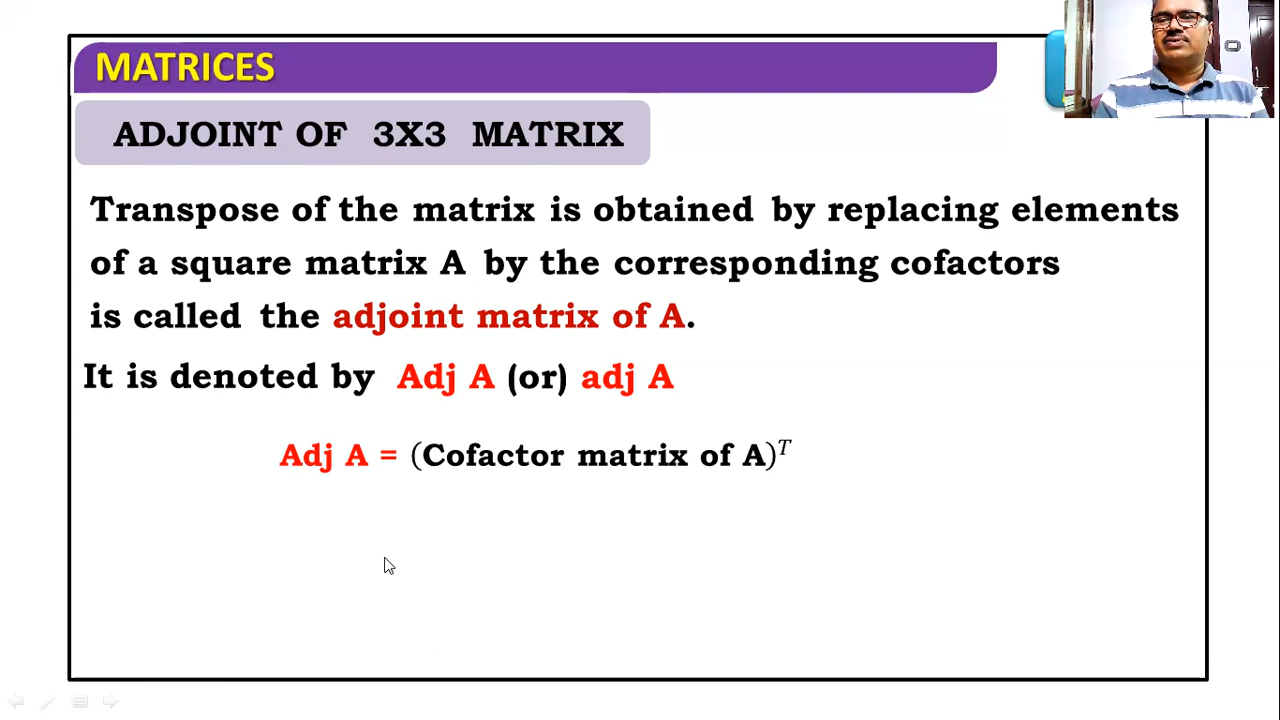 MATRICES
ADJOINT OF 3X3 MATRIX
Transpose of the matrix is obtained by replacing elements
of a square matrix A by the corresponding cofactors
is called the adjoint matrix of A.
It is denoted by Adj A (or) adj A
Adj A = (Cofactor matrix of A)^T